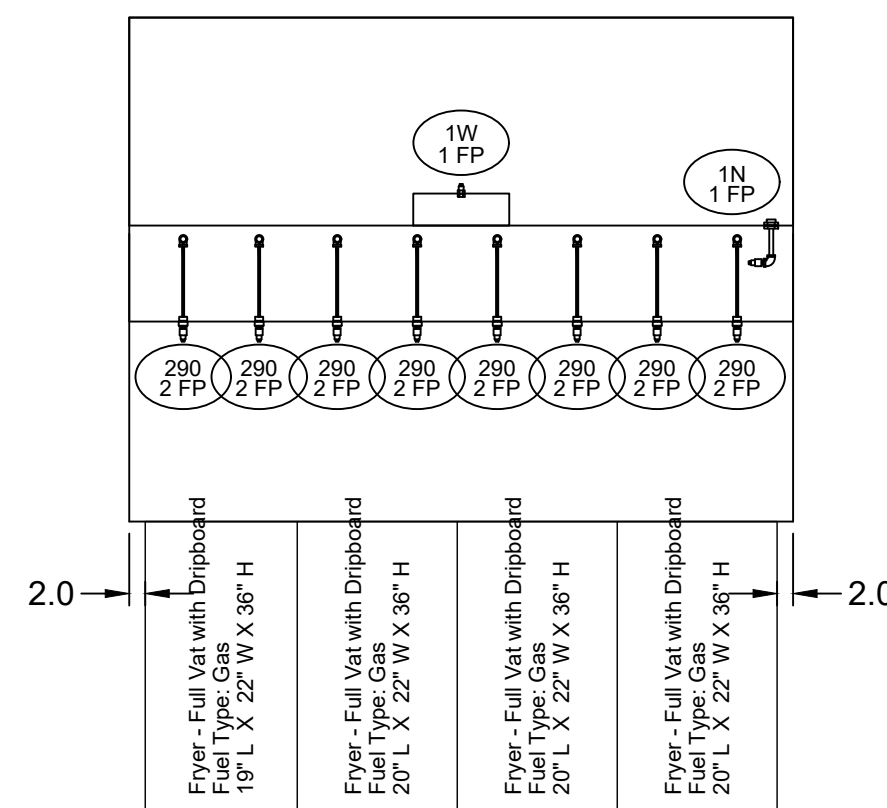 1W
1 FP
1N
1 FP
290
2 FP
290
2 FP
290
2 FP
290
2 FP
290
2 FP
290
2 FP
290
2 FP
290
2 FP
2.0
Fryer - Full Vat with Dripboard
Fuel Type: Gas
19" L X 22" W X 36" H
Fryer - Full Vat with Dripboard
Fuel Type: Gas
20" L X 22" W X 36" H
Fryer - Full Vat with Dripboard
Fuel Type: Gas
20" L X 22" W X 36" H
Fryer - Full Vat with Dripboard
Fuel Type: Gas
20" L X 22" W X 36" H
2.0